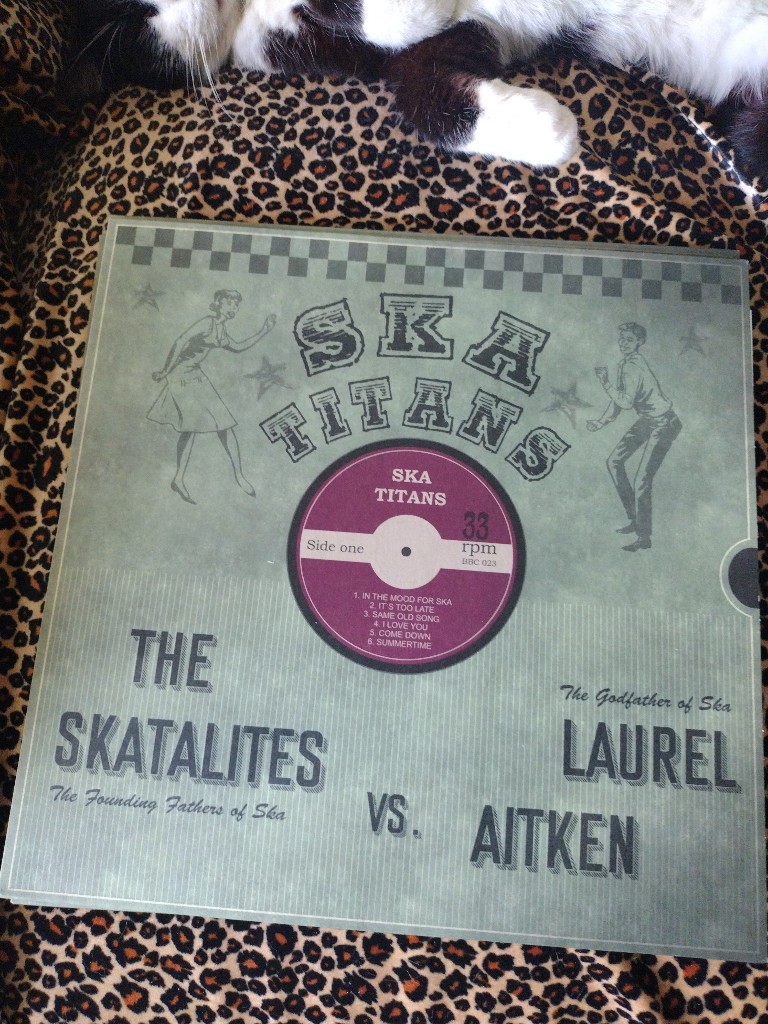 SKA
TITANS
SKA
TITANS
Side one
33
rpm
BBC 023
1. IN THE MOOD FOR SKA
2. IT'S TOO LATE
3. SAME OLD SONG
4. I LOVE YOU
5. COME DOWN
6. SUMMERTIME
THE
SKATALITES
The Founding Fathers of Ska
VS.
The Godfather of Ska
LAUREL
AITKEN